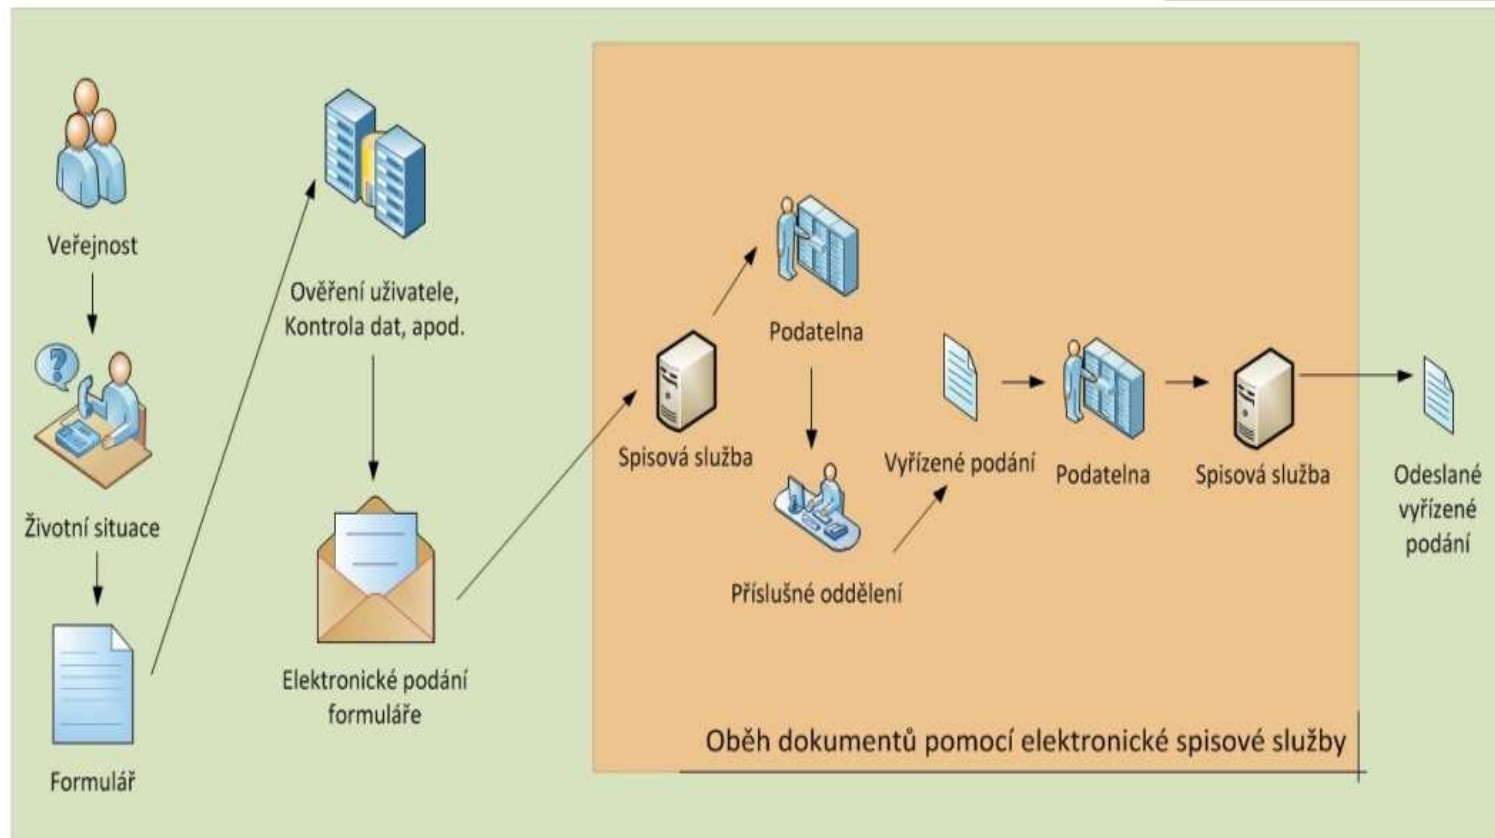 Veřejnost
Životní situace
Formulář
Ověření uživatele,
Kontrola dat, apod.
Elektronické podání
formuláře
Spisová služba
Podatelna
Příslušné oddělení
Vyřízené podání
Podatelna
Spisová služba
Odeslané
vyřízené
podání
Oběh dokumentů pomocí elektronické spisové služby